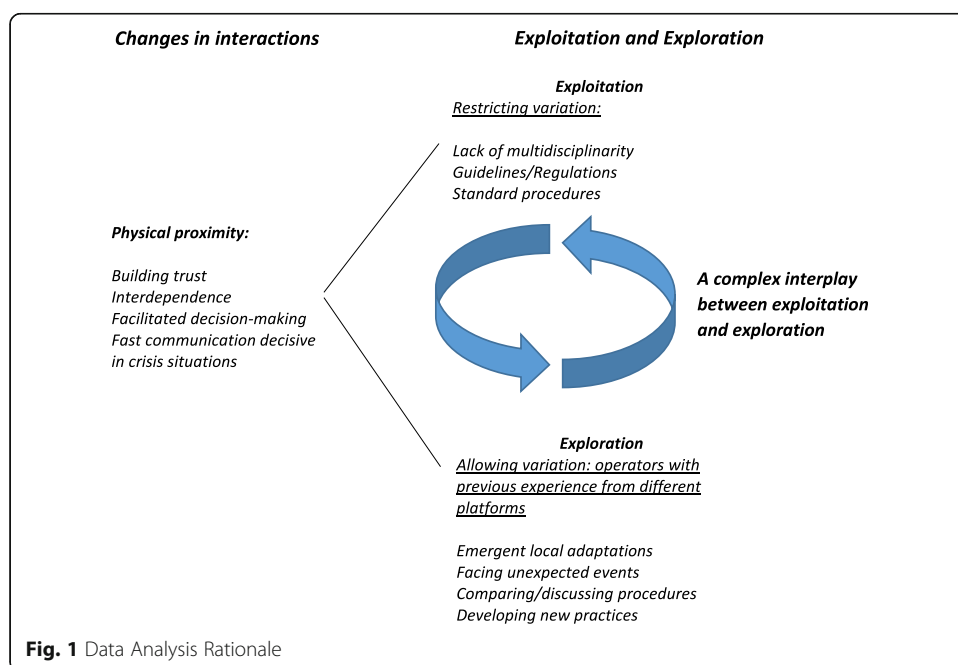 Changes in interactions
Exploitation and Exploration
Exploitation
Restricting variation:
Lack of multidisciplinarity
Guidelines/Regulations
Standard procedures
Physical proximity:
Building trust
Interdependence
Facilitated decision-making
Fast communication decisive
in crisis situations
A complex interplay
between exploitation
and exploration
Exploration
Allowing variation: operators with
previous experience from different
platforms
Emergent local adaptations
Facing unexpected events
Comparing/discussing procedures
Developing new practices
Fig. 1 Data Analysis Rationale